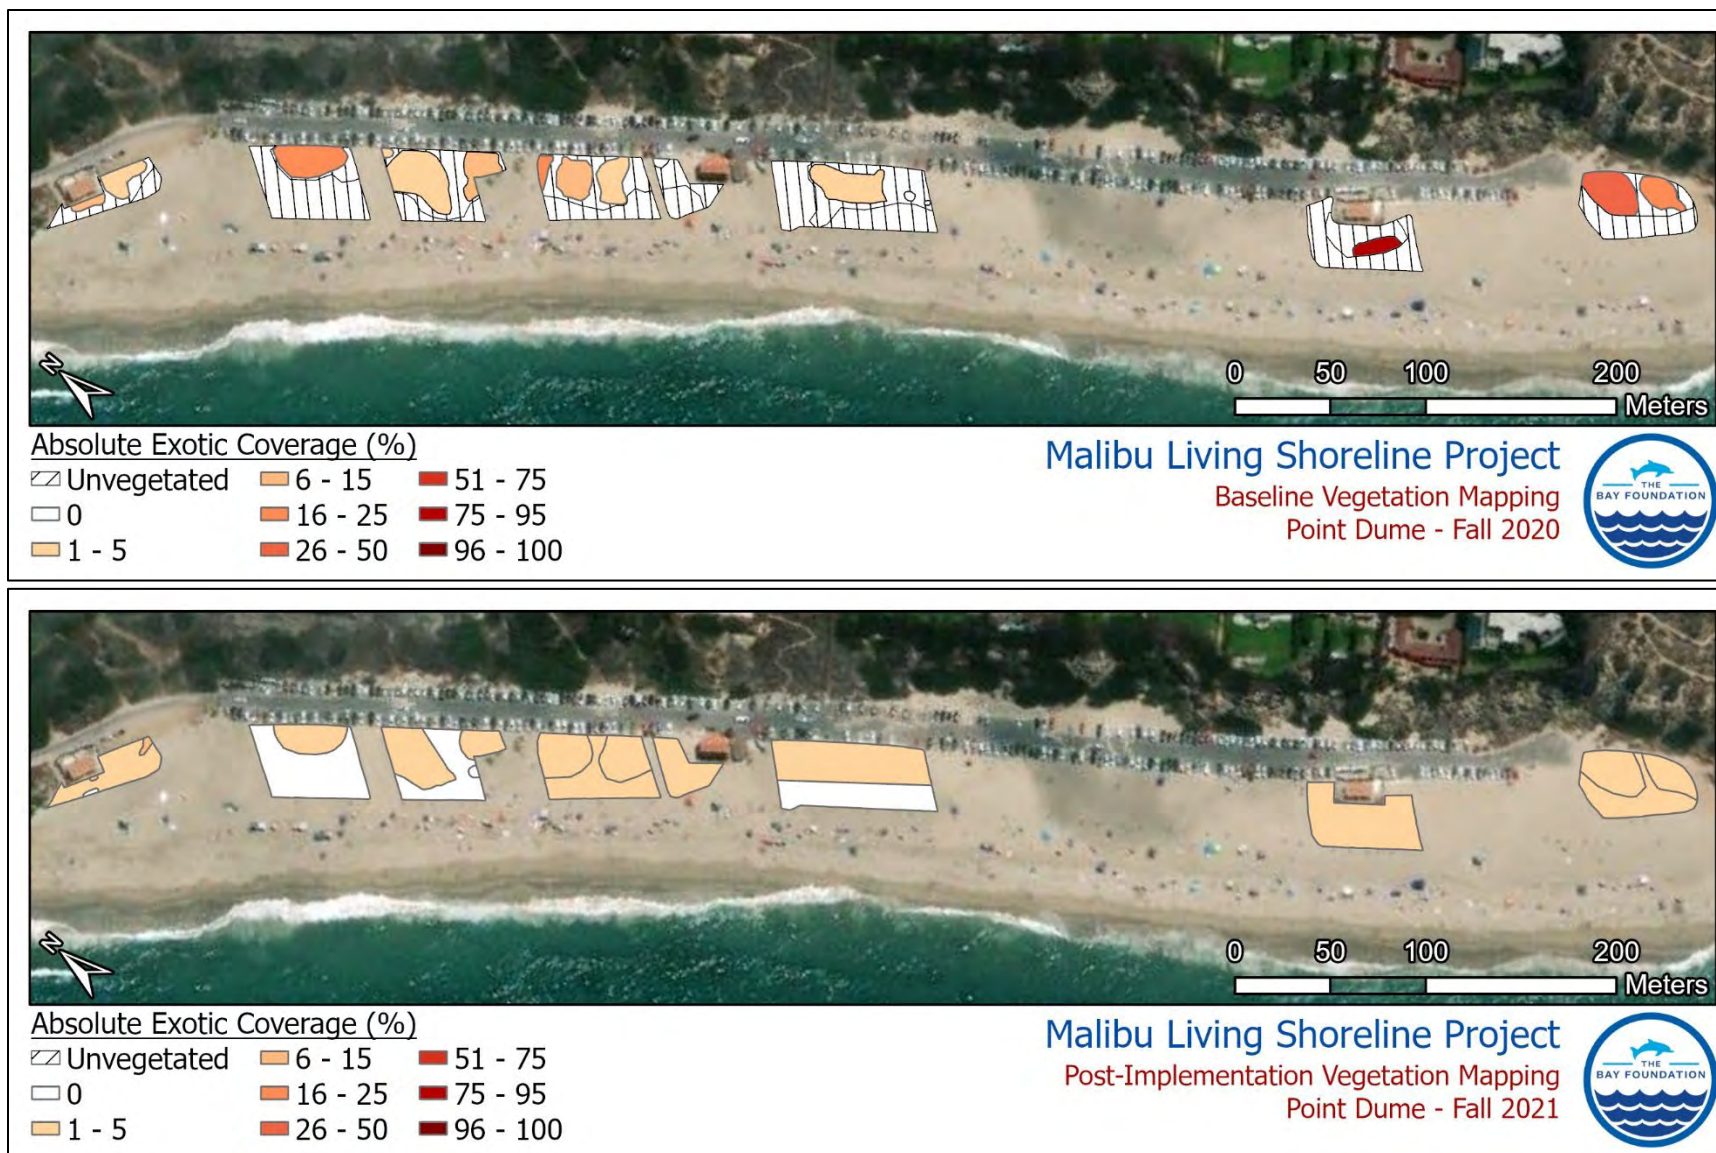 N
0 50 100 200
Meters
Absolute Exotic Coverage (%)
Unvegetated 6 - 15 51 - 75
0 16 - 25 75 - 95
1 - 5 26 - 50 96 - 100
Malibu Living Shoreline Project
Baseline Vegetation Mapping
Point Dume - Fall 2020
THE
BAY FOUNDATION
N
0 50 100 200
Meters
Absolute Exotic Coverage (%)
Unvegetated 6 - 15 51 - 75
0 16 - 25 75 - 95
1 - 5 26 - 50 96 - 100
Malibu Living Shoreline Project
Post-Implementation Vegetation Mapping
Point Dume - Fall 2021
THE
BAY FOUNDATION